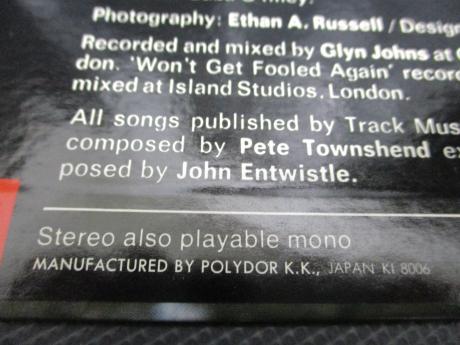 Photography: Ethan A. Russell / Design
Recorded and mixed by Glyn Johns at
don. 'Won't Get Fooled Again' recor
mixed at Island Studios, London.
All songs published by Track Mus
composed by Pete Townshend ex
posed by John Entwistle.
Stereo also playable mono
MANUFACTURED BY POLYDOR K.K., JAPAN KI 8006